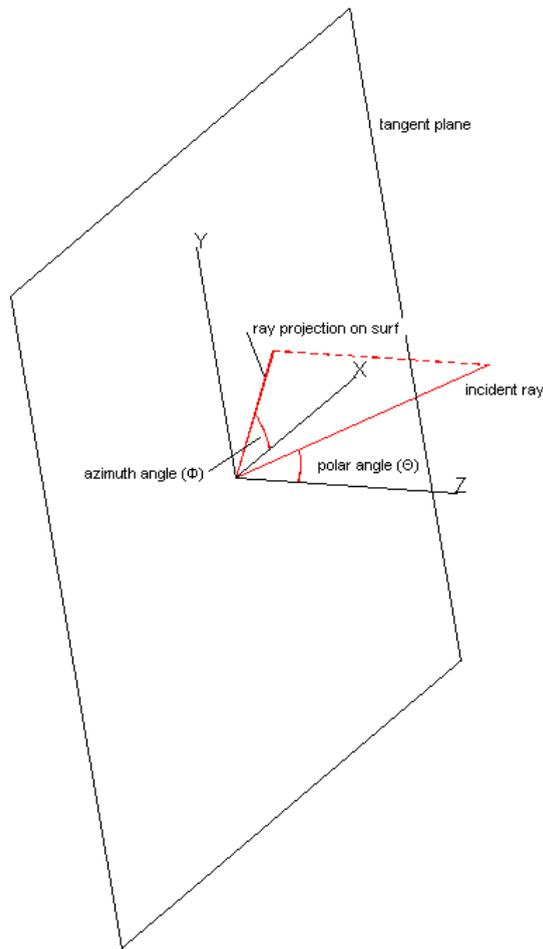 tangent plane
Y
ray projection on surf
X
incident ray
azimuth angle (Φ)
polar angle (Θ)
Z